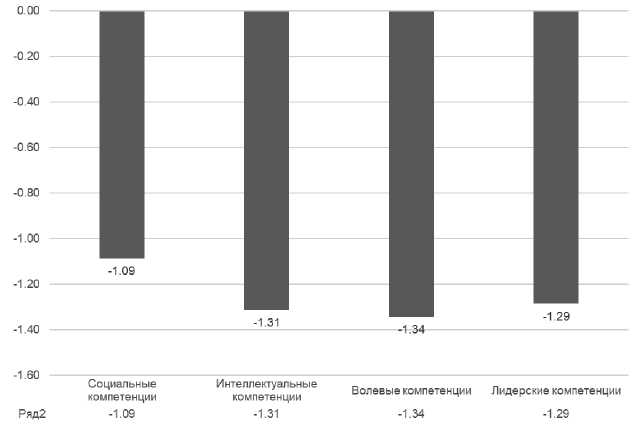 0.00
-0.20
-0.40
-0.60
-0.80
-1.00
-1.20
-1.40
-1.60
-1.09
-1.31
-1.34
-1.29
Социальные
компетенции
Интеллектуальные
компетенции
Волевые компетенции
Лидерские компетенции
Ряд2 -1.09 -1.31 -1.34 -1.29